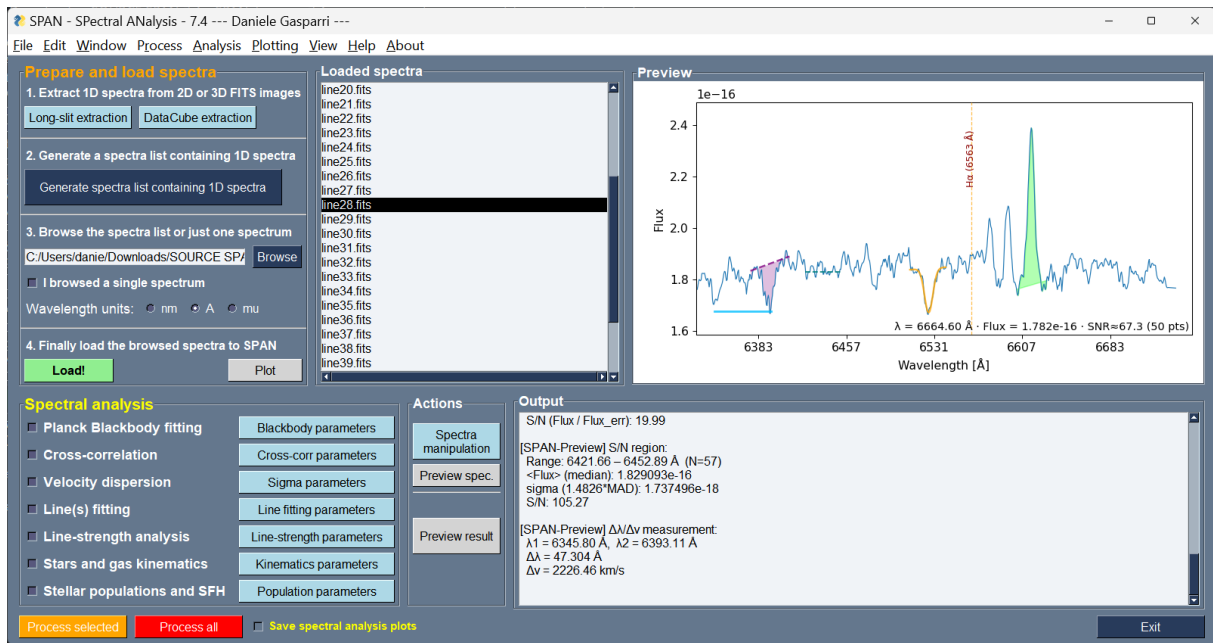 SPAN - SPectral ANalysis - 7.4 --- Daniele Gasparri ---
File Edit Window Process Analysis Plotting View Help About
Prepare and load spectra
1. Extract 1D spectra from 2D or 3D FITS images
Long-slit extraction DataCube extraction
2. Generate a spectra list containing 1D spectra
Generate spectra list containing 1D spectra
3. Browse the spectra list or just one spectrum
C:/Users/danie/Downloads/SOURCE SPA Browse
I browsed a single spectrum
Wavelength units: nm A mu
4. Finally load the browsed spectra to SPAN
Load! Plot
Loaded spectra
line20.fits
line21.fits
line22.fits
line23.fits
line24.fits
line25.fits
line26.fits
line27.fits
line28.fits
line29.fits
line30.fits
line31.fits
line32.fits
line33.fits
line34.fits
line35.fits
line36.fits
line37.fits
line38.fits
line39.fits
Preview
1e−16
2.4
2.2
2.0
1.8
1.6
Flux
Hα (6563 Å)
λ = 6664.60 Å · Flux = 1.782e-16 · SNR≈67.3 (50 pts)
6383 6457 6531 6607 6683
Wavelength [Å]
Spectral analysis
Planck Blackbody fitting Blackbody parameters
Cross-correlation Cross-corr parameters
Velocity dispersion Sigma parameters
Line(s) fitting Line fitting parameters
Line-strength analysis Line-strength parameters
Stars and gas kinematics Kinematics parameters
Stellar populations and SFH Population parameters
Actions
Spectra
manipulation
Preview spec.
Preview result
Output
S/N (Flux / Flux_err): 19.99
[SPAN-Preview] S/N region:
Range: 6421.66 – 6452.89 Å (N=57)
<Flux> (median): 1.829093e-16
sigma (1.4826*MAD): 1.737496e-18
S/N: 105.27
[SPAN-Preview] Δλ/Δv measurement:
λ1 = 6345.80 Å, λ2 = 6393.11 Å
Δλ = 47.304 Å
Δv = 2226.46 km/s
Process selected Process all Save spectral analysis plots Exit